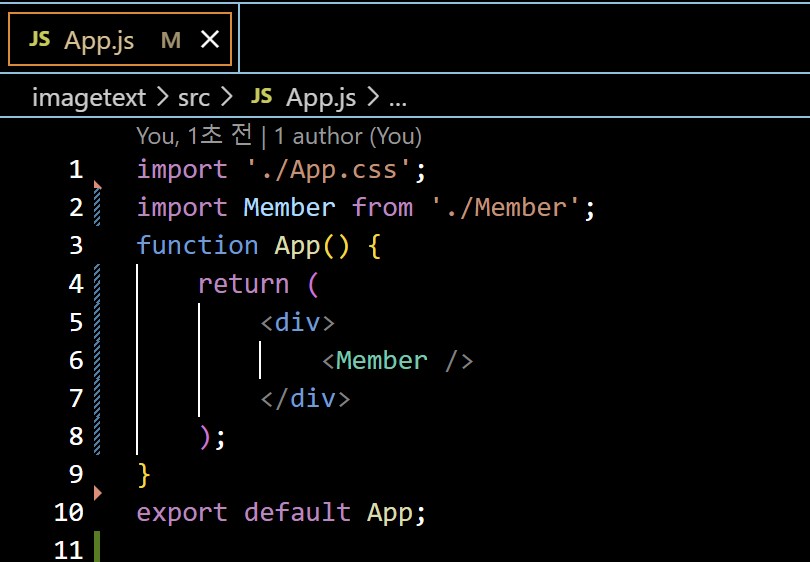 JS App.js M ×
imagetext > src > JS App.js > ...
You, 1초 전 | 1 author (You)
1 import './App.css';
2 import Member from './Member';
3 function App() {
4     return (
5         <div>
6             <Member />
7         </div>
8     );
9 }
10 export default App;
11